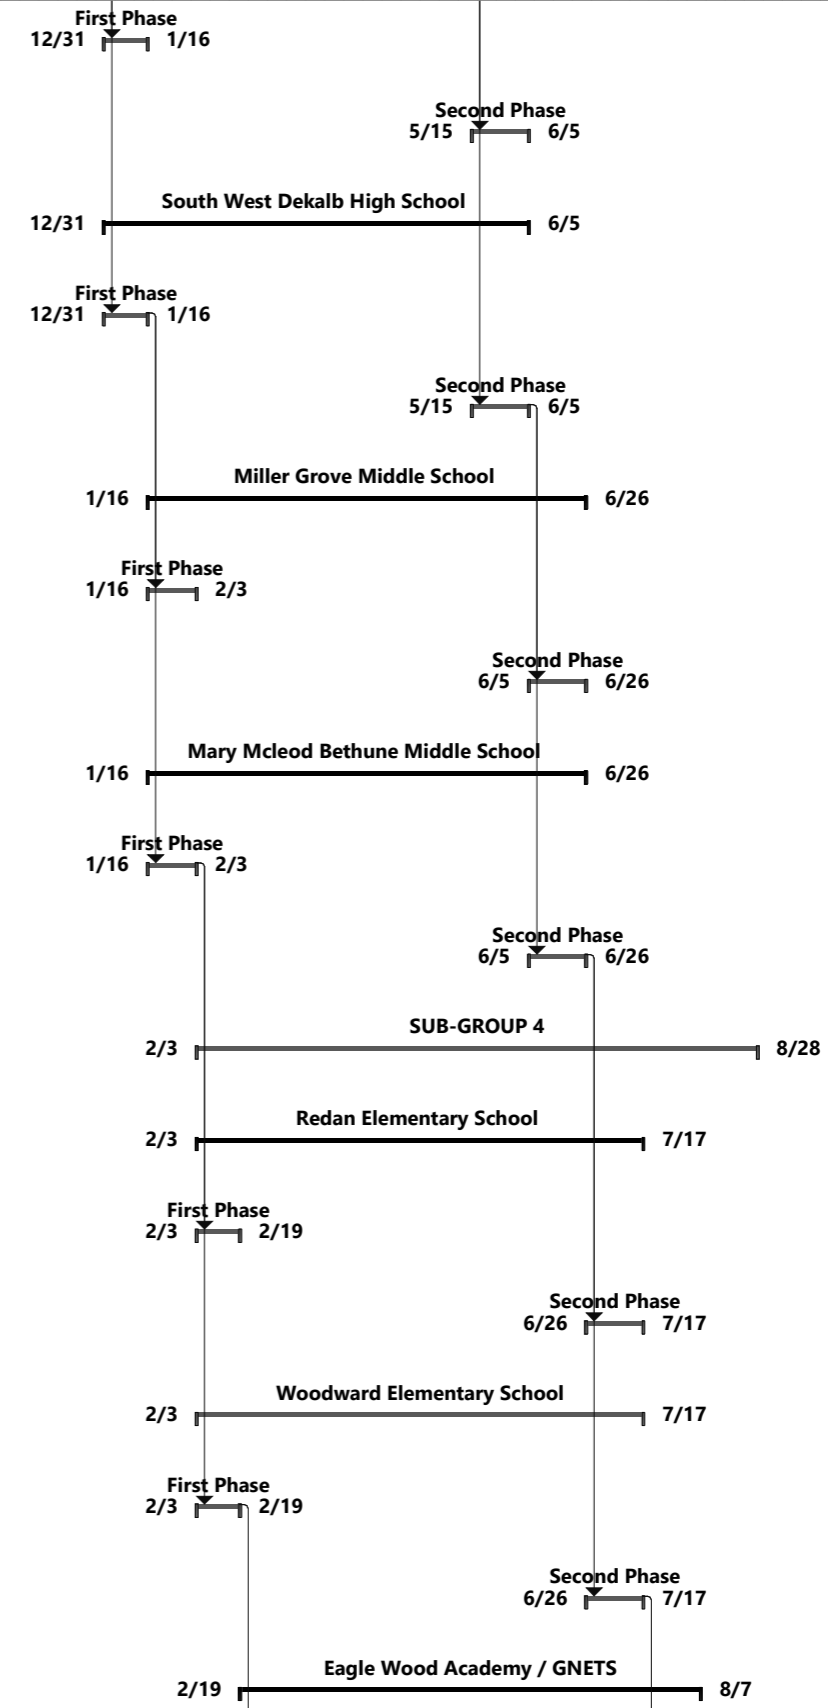 First Phase
12/31 1/16
Second Phase
5/15 6/5
South West Dekalb High School
12/31 6/5
First Phase
12/31 1/16
Second Phase
5/15 6/5
Miller Grove Middle School
1/16 6/26
First Phase
1/16 2/3
Second Phase
6/5 6/26
Mary Mcleod Bethune Middle School
1/16 6/26
First Phase
1/16 2/3
Second Phase
6/5 6/26
SUB-GROUP 4
2/3 8/28
Redan Elementary School
2/3 7/17
First Phase
2/3 2/19
Second Phase
6/26 7/17
Woodward Elementary School
2/3 7/17
First Phase
2/3 2/19
Second Phase
6/26 7/17
Eagle Wood Academy / GNETS
2/19 8/7